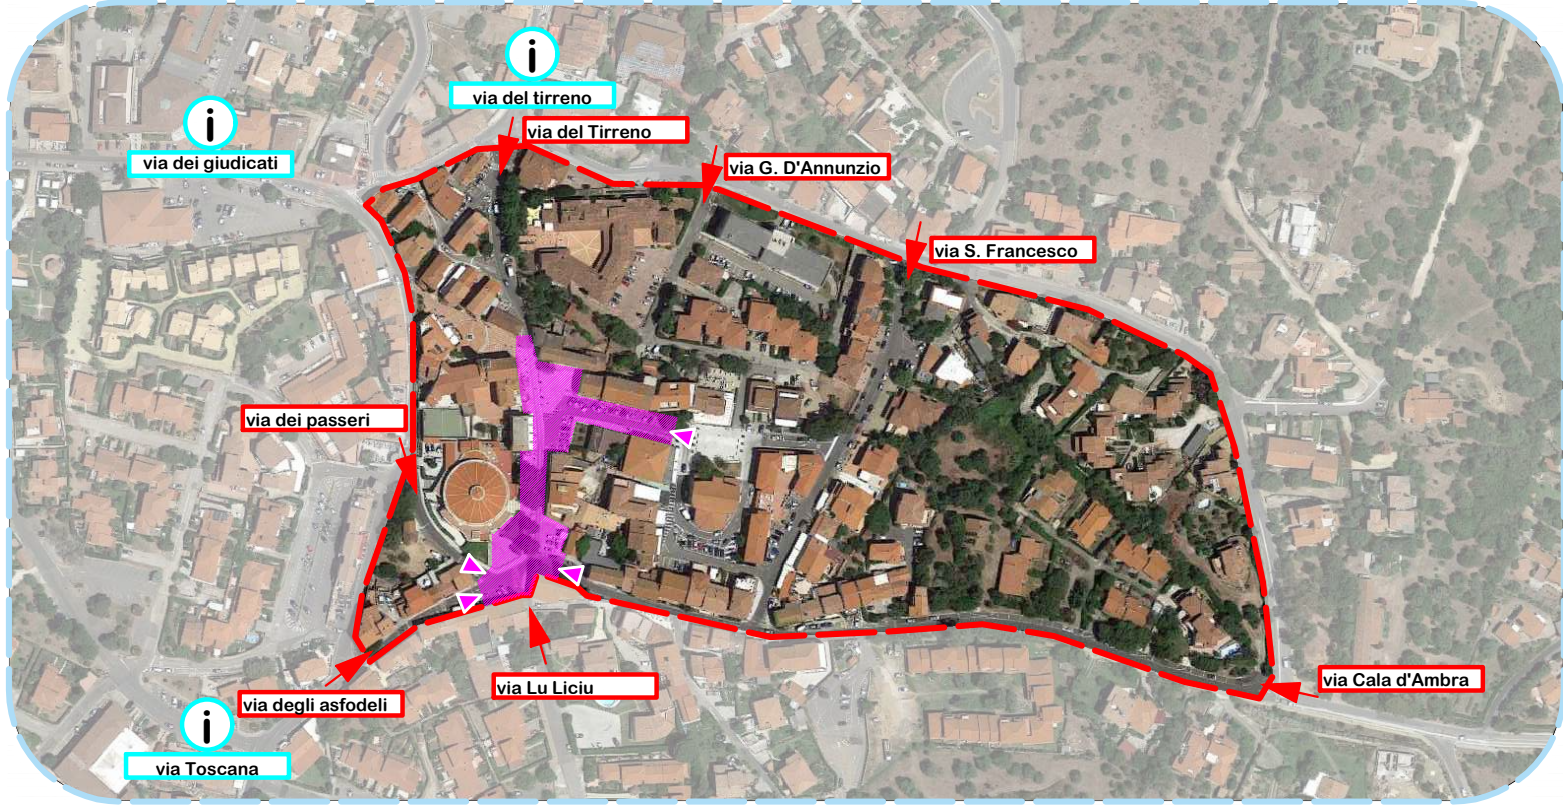 i
via del tirreno
via del Tirreno
i
via dei giudicati
via G. D'Annunzio
via S. Francesco
via dei passeri
via Lu Liciu
via Cala d'Ambra
via degli asfodeli
i
via Toscana